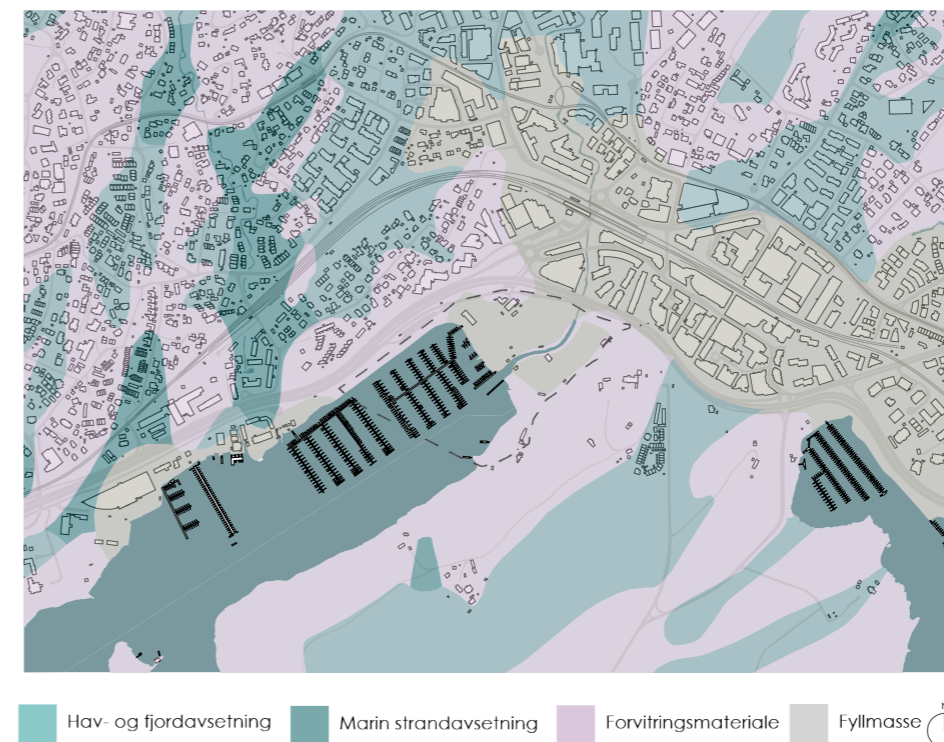 Hav- og fjordavsetning
Marin strandavsetning
Forvitringsmateriale
Fyllmasse